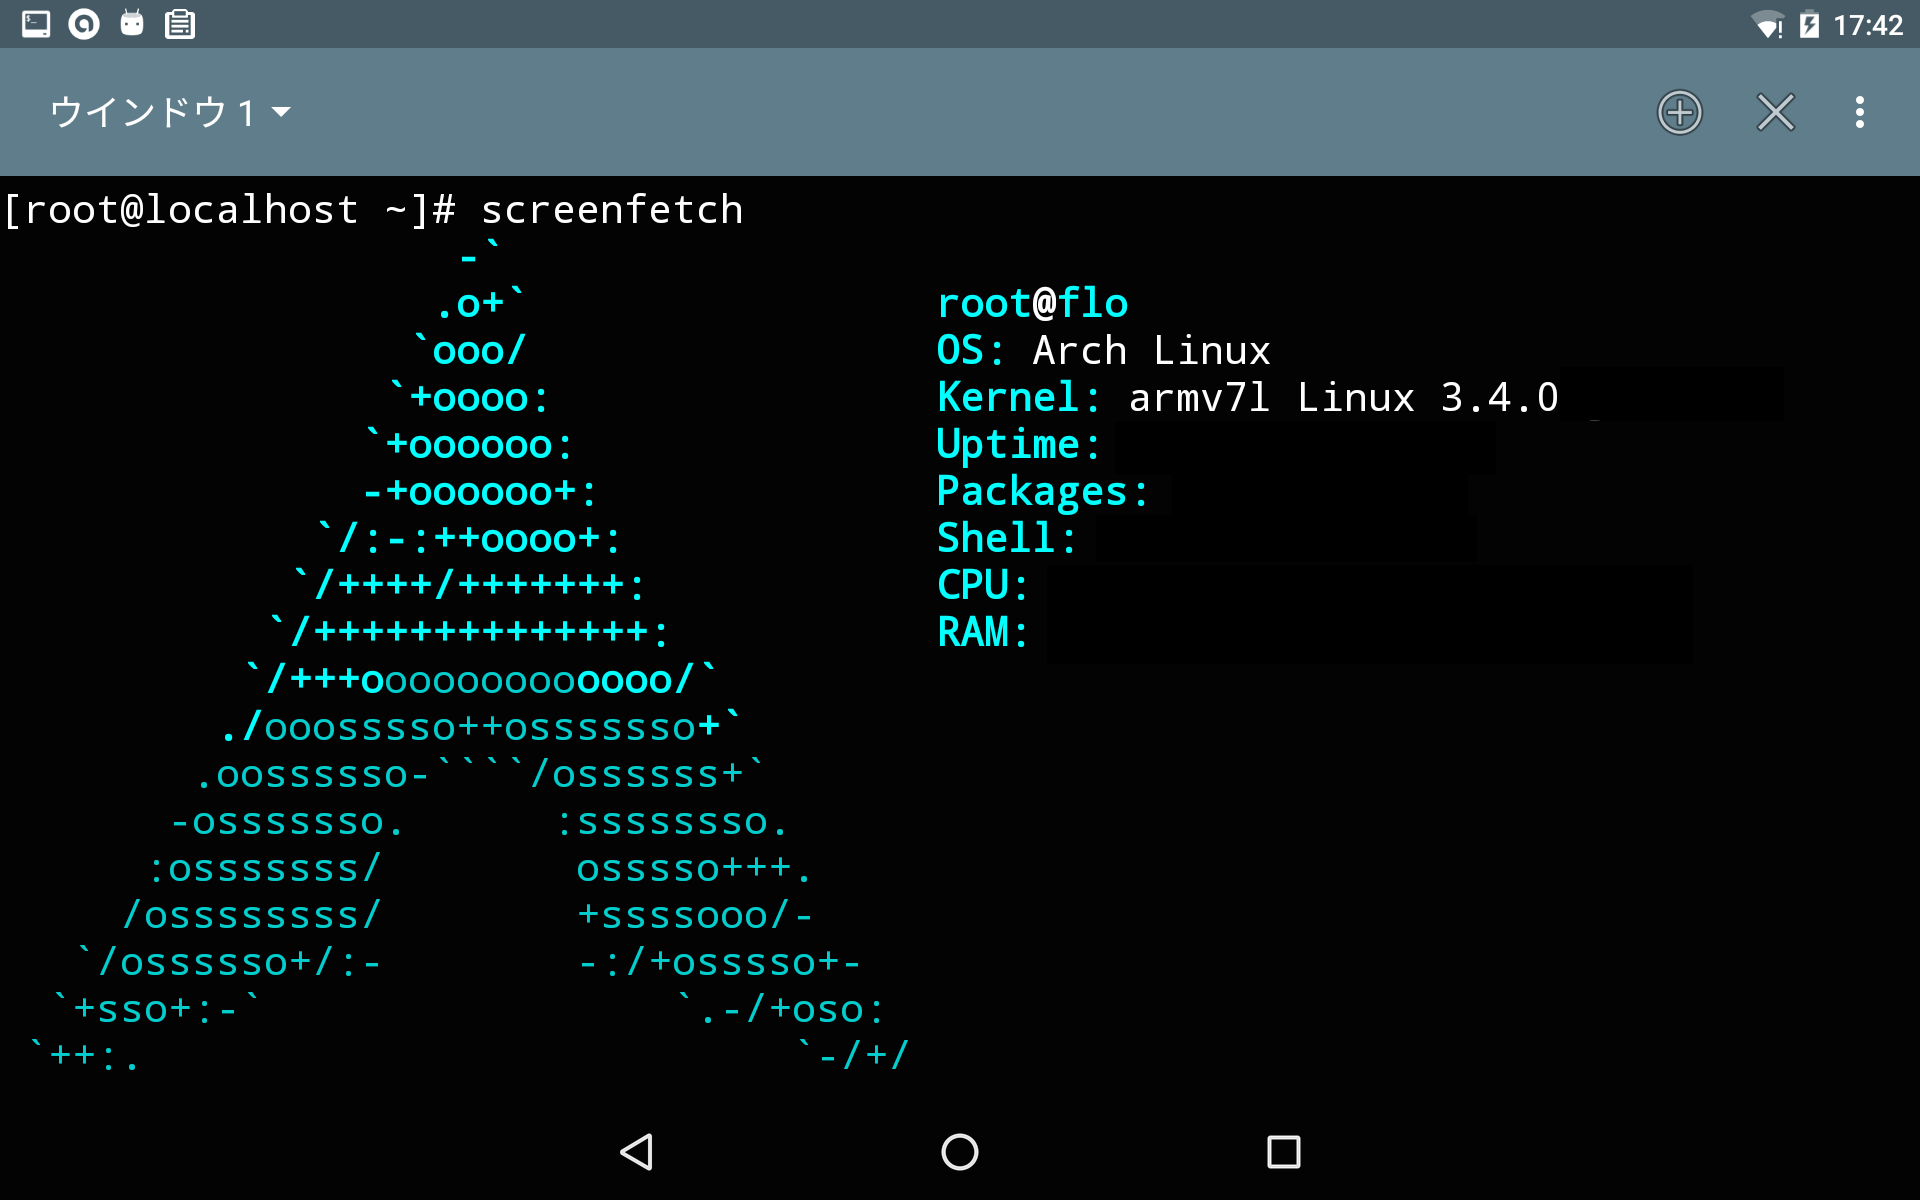 17:42
ウインドウ 1
[root@localhost ~]# screenfetch
-`
.o+`
root@flo
`ooo/
OS: Arch Linux
`+oooo:
Kernel: armv7l Linux 3.4.0
`+oooooo:
Uptime:
-+oooooo+:
Packages:
`/:-:++oooo+:
Shell:
`/++++/+++++++:
CPU:
`/++++++++++++++:
RAM:
`/+++ooooooooooooo/`
./ooosssso++osssssso+`
.oossssso-````/ossssss+`
-osssssso.      :ssssssso.
:osssssss/        osssso+++.
/ossssssss/        +ssssooo/-
`/ossssso+/:-        -:/+osssso+-
`+sso+:-`                 `.-/+oso:
`++:.                           `-/+/